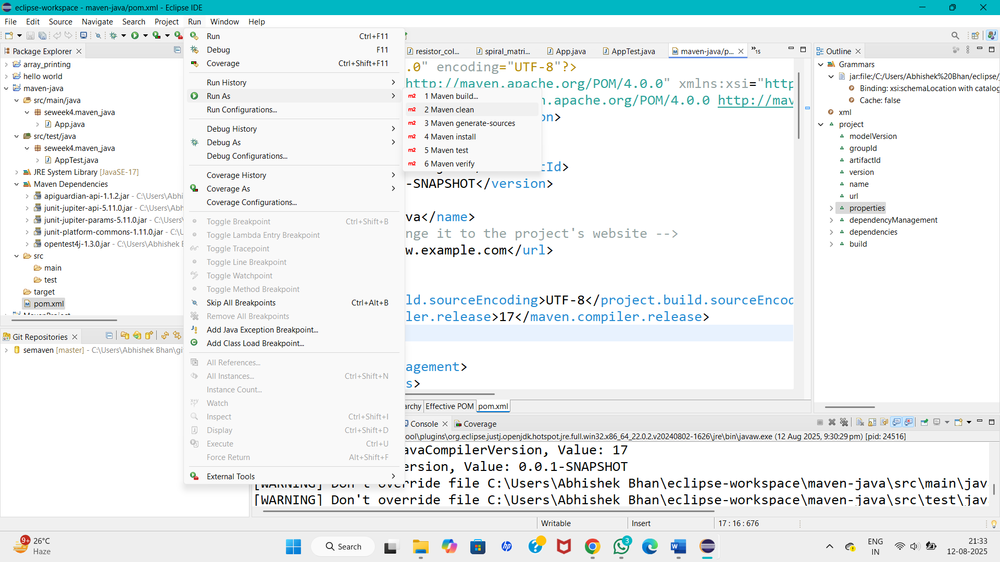 eclipse-workspace - maven-java/pom.xml - Eclipse IDE
File Edit Source Navigate Search Project Run Window Help
Package Explorer
array_printing
hello world
maven-java
src/main/java
seweek4.maven_java
App.java
src/test/java
seweek4.maven_java
AppTest.java
JRE System Library [JavaSE-17]
Maven Dependencies
apiguardian-api-1.1.2.jar - C:\Users\Abhi
junit-jupiter-api-5.11.0.jar - C:\Users\Abh
junit-jupiter-params-5.11.0.jar - C:\Users\
junit-platform-commons-1.11.0.jar - C:\U
opentest4j-1.3.0.jar - C:\Users\Abhishek B
src
main
test
target
pom.xml
MavenProject
Git Repositories
semaven [master] - C:\Users\Abhishek Bhan\gi
Run Ctrl+F11
Debug F11
Coverage Ctrl+Shift+F11
Run History
Run As
Run Configurations...
Debug History
Debug As
Debug Configurations...
Coverage History
Coverage As
Coverage Configurations...
Toggle Breakpoint Ctrl+Shift+B
Toggle Lambda Entry Breakpoint
Toggle Tracepoint
Toggle Line Breakpoint
Toggle Watchpoint
Toggle Method Breakpoint
Skip All Breakpoints Ctrl+Alt+B
Remove All Breakpoints
Add Java Exception Breakpoint...
Add Class Load Breakpoint...
All References...
All Instances... Ctrl+Shift+N
Instance Count...
Watch
Inspect Ctrl+Shift+I
Display Ctrl+Shift+D
Execute Ctrl+U
Force Return Alt+Shift+F
External Tools
m2 1 Maven build...
m2 2 Maven clean
m2 3 Maven generate-sources
m2 4 Maven install
m2 5 Maven test
m2 6 Maven verify
resistor_col... spiral_matri... App.java AppTest.java maven-java/p... »15
.0" encoding="UTF-8"?>
http://maven.apache.org/POM/4.0.0" xmlns:xsi="http
.apache.org/POM/4.0.0 http://mav
on>
tId>
-SNAPSHOT</version>
va</name>
nge it to the project's website -->
w.example.com</url>
ld.sourceEncoding>UTF-8</project.build.sourceEncod
ler.release>17</maven.compiler.release>
agement>
s>
archy Effective POM pom.xml
Outline
Grammars
jar:file:/C:/Users/Abhishek%20Bhan/eclipse/
Binding: xsi:schemaLocation with catalog
Cache: false
xml
project
modelVersion
groupId
artifactId
version
name
url
properties
dependencyManagement
dependencies
build
Console Coverage
ool\plugins\org.eclipse.justj.openjdk.hotspot.jre.full.win32.x86_64_22.0.2.v20240802-1626\jre\bin\javaw.exe (12 Aug 2025, 9:30:29 pm) [pid: 24516]
avaCompilerVersion, Value: 17
ersion, Value: 0.0.1-SNAPSHOT
[WARNING] Don't override file C:\Users\Abhishek Bhan\eclipse-workspace\maven-java\src\main\jav
[WARNING] Don't override file C:\Users\Abhishek Bhan\eclipse-workspace\maven-java\src\test\jav
Writable Insert 17 : 16 : 676
9+
26°C
Haze
Search
hp
3
ENG
IN
21:33
12-08-2025